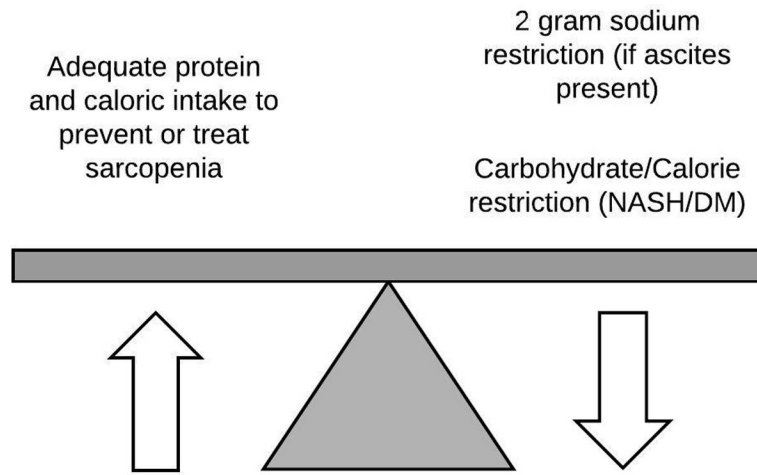 Adequate protein
and caloric intake to
prevent or treat
sarcopenia
2 gram sodium
restriction (if ascites
present)
Carbohydrate/Calorie
restriction (NASH/DM)